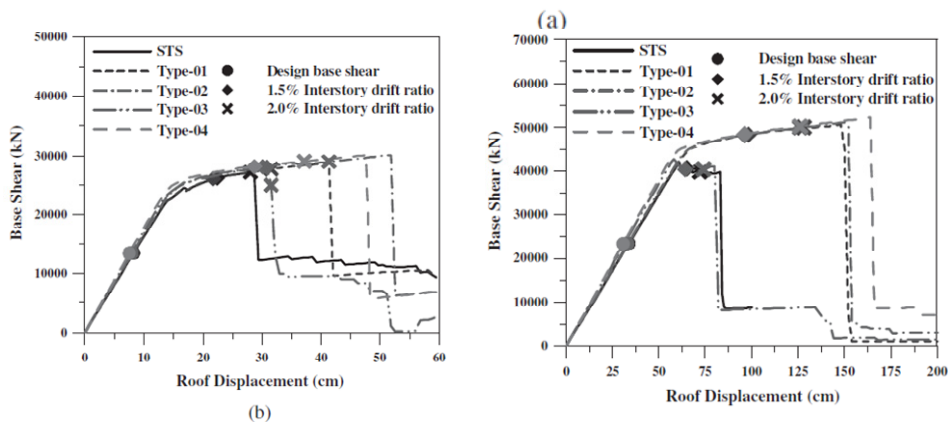 (a)
50000
40000
30000
20000
10000
0
Base Shear (kN)
STS
Type-01
Type-02
Type-03
Type-04
Design base shear
1.5% Interstory drift ratio
2.0% Interstory drift ratio
0 10 20 30 40 50 60
Roof Displacement (cm)
(b)
70000
60000
50000
40000
30000
20000
10000
0
Base Shear (kN)
STS
Type-01
Type-02
Type-03
Type-04
Design base shear
1.5% Interstory drift ratio
2.0% Interstory drift ratio
0 25 50 75 100 125 150 175 200
Roof Displacement (cm)